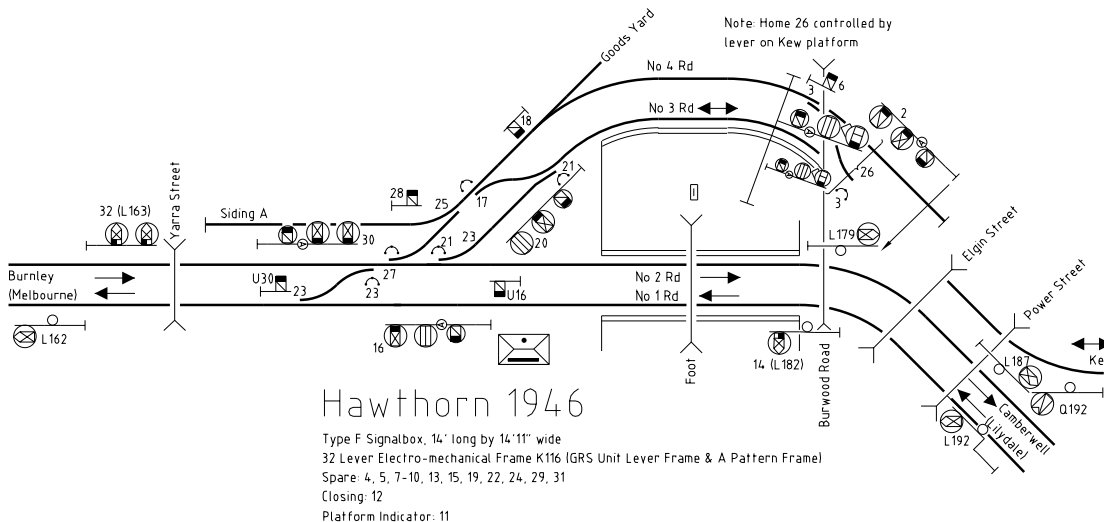 Note: Home 26 controlled by
lever on Kew platform
Goods Yard
No 4 Rd
No 3 Rd
3
6
2
18
21
17
25
28
26
3
Siding A
30
32 (L163)
Yarra Street
20
21
L179
Elgin Street
Power Street
Burnley
(Melbourne)
U30
23
27
23
U16
No 2 Rd
No 1 Rd
L162
16
14 (L182)
Foot
Burwood Road
L187
Ke
Q192
L192
Camberwell
(Lilydale)
Hawthorn 1946
Type F Signalbox, 14' long by 14'11" wide
32 Lever Electro-mechanical Frame K116 (GRS Unit Lever Frame & A Pattern Frame)
Spare: 4, 5, 7-10, 13, 15, 19, 22, 24, 29, 31
Closing: 12
Platform Indicator: 11